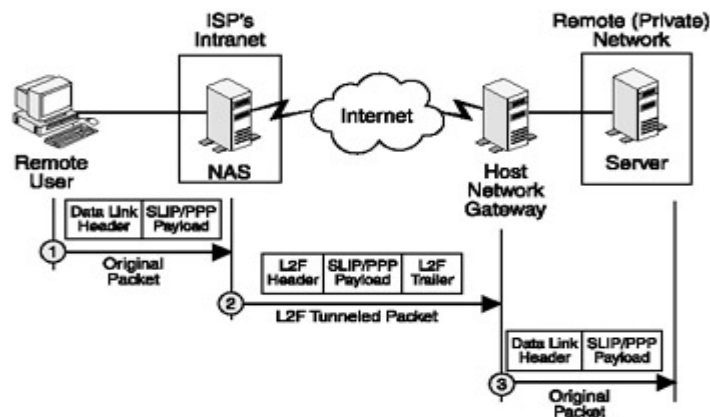 ISP's
Intranet
Remote (Private)
Network
Internet
Remote
User
NAS
Host
Network
Gateway
Server
Data Link
Header
SLIP/PPP
Payload
1
Original
Packet
L2F
Header
SLIP/PPP
Payload
L2F
Trailer
2
L2F Tunneled Packet
Data Link
Header
SLIP/PPP
Payload
3
Original
Packet